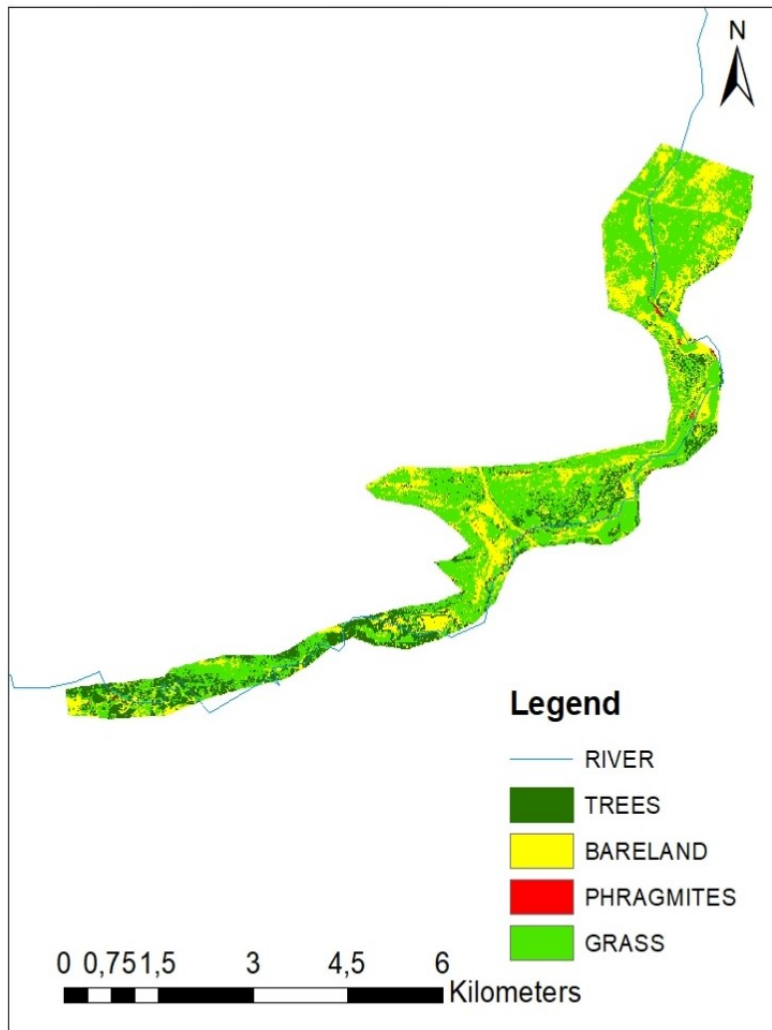 N
Legend
RIVER
TREES
BARELAND
PHRAGMITES
GRASS
0 0,75 1,5 3 4,5 6
Kilometers